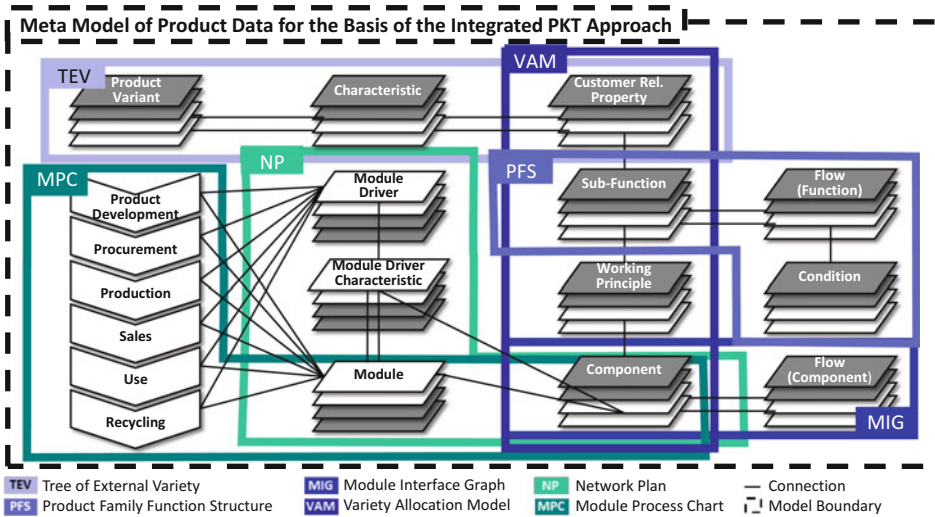 Meta Model of Product Data for the Basis of the Integrated PKT Approach
TEV
Product
Variant
Characteristic
VAM
Customer Rel.
Property
MPC
Product
Development
Procurement
Production
Sales
Use
Recycling
NP
Module
Driver
Module Driver
Characteristic
Module
PFS
Sub-Function
Flow
(Function)
Working
Principle
Condition
Component
Flow
(Component)
MIG
TEV Tree of External Variety
MIG Module Interface Graph
NP Network Plan
Connection
PFS Product Family Function Structure
VAM Variety Allocation Model
MPC Module Process Chart
Model Boundary